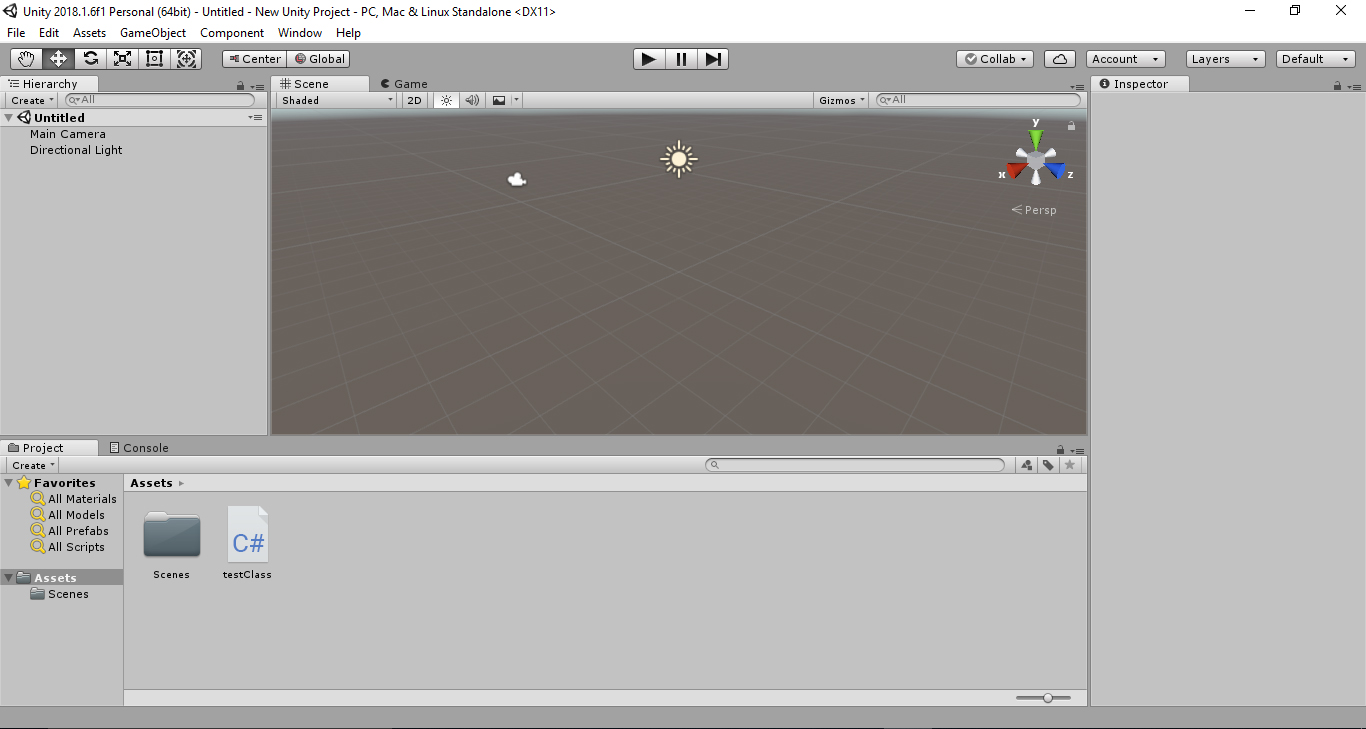 Unity 2018.1.6f1 Personal (64bit) - Untitled - New Unity Project - PC, Mac & Linux Standalone <DX11>
File Edit Assets GameObject Component Window Help
Center Global Collab Account Layers Default
Hierarchy
Create All
Untitled
Main Camera
Directional Light
Scene Game
Shaded 2D Gizmos All
y
x z
Persp
Inspector
Project Console
Create
Favorites
All Materials
All Models
All Prefabs
All Scripts
Assets
Scenes
Assets
C#
Scenes testClass